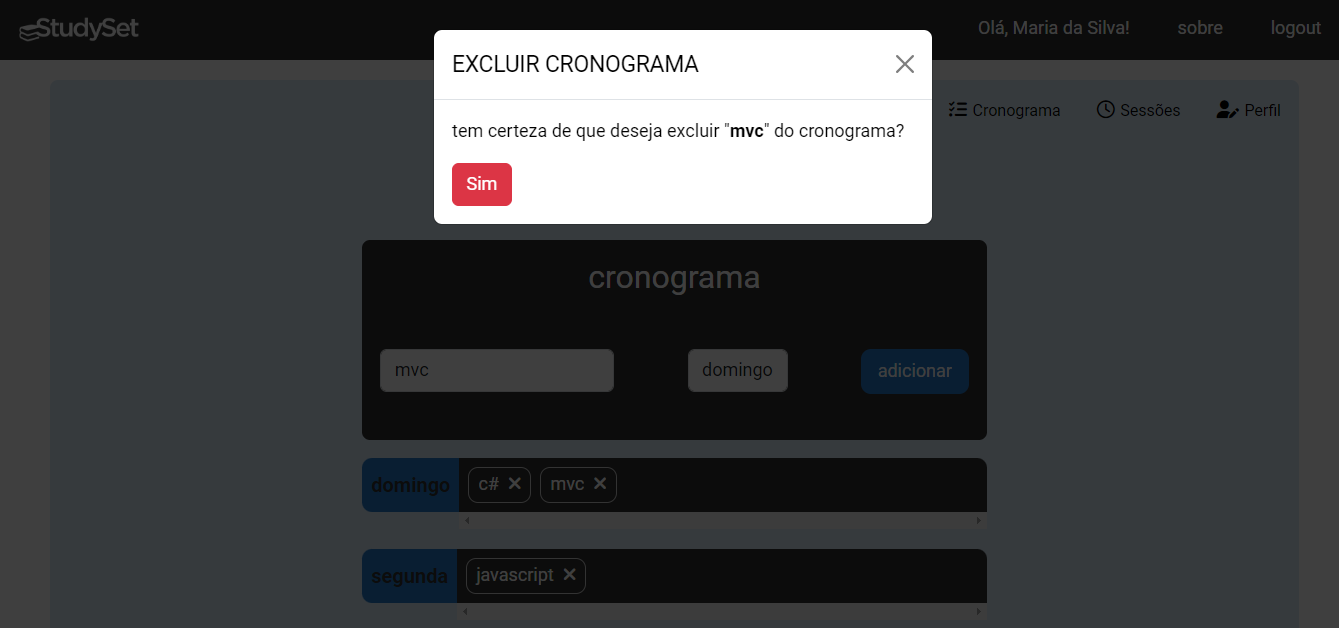 StudySet
Olá, Maria da Silva! sobre logout
EXCLUIR CRONOGRAMA
tem certeza de que deseja excluir "mvc" do cronograma?
Sim
Cronograma Sessões Perfil
cronograma
mvc domingo adicionar
domingo c# mvc
segunda javascript